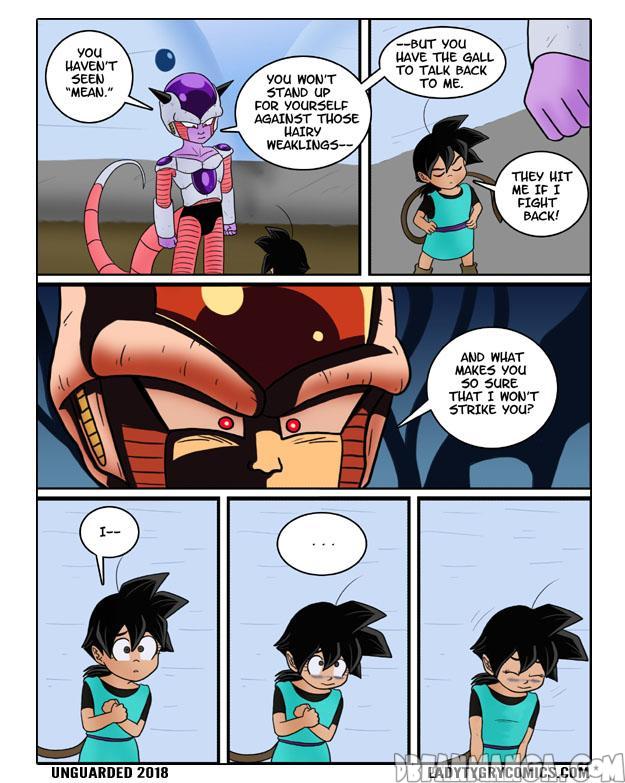 YOU
HAVEN'T
SEEN
"MEAN."
YOU WON'T
STAND UP
FOR YOURSELF
AGAINST THOSE
HAIRY
WEAKLINGS--
--BUT YOU
HAVE THE GALL
TO TALK BACK
TO ME.
THEY HIT
ME IF I
FIGHT
BACK!
AND WHAT
MAKES YOU
SO SURE
THAT I WON'T
STRIKE YOU?
I--
...
UNGUARDED 2018
LADYTYGRYCOMICS.COM
DBFANMANGA.COM